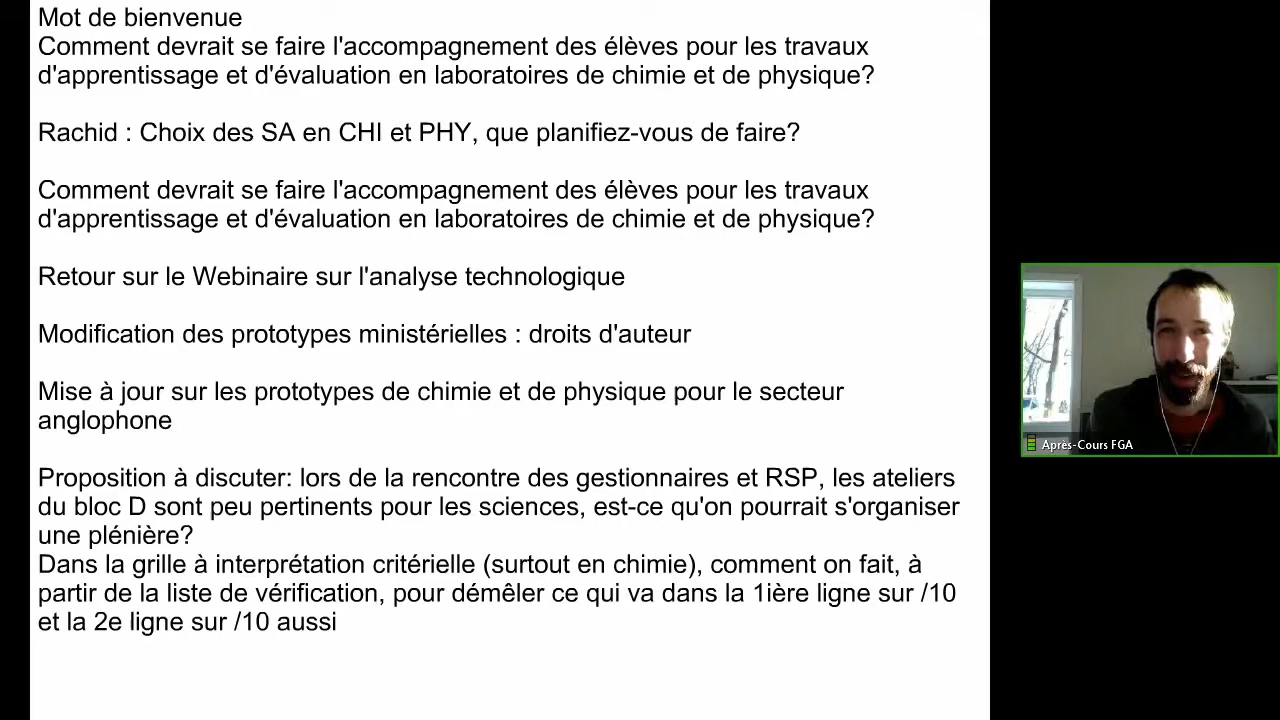 Mot de bienvenue
Comment devrait se faire l'accompagnement des élèves pour les travaux
d'apprentissage et d'évaluation en laboratoires de chimie et de physique?
Rachid : Choix des SA en CHI et PHY, que planifiez-vous de faire?
Comment devrait se faire l'accompagnement des élèves pour les travaux
d'apprentissage et d'évaluation en laboratoires de chimie et de physique?
Retour sur le Webinaire sur l'analyse technologique
Modification des prototypes ministérielles : droits d'auteur
Mise à jour sur les prototypes de chimie et de physique pour le secteur
anglophone
Proposition à discuter: lors de la rencontre des gestionnaires et RSP, les ateliers
du bloc D sont peu pertinents pour les sciences, est-ce qu'on pourrait s'organiser
une plénière?
Dans la grille à interprétation critérielle (surtout en chimie), comment on fait, à
partir de la liste de vérification, pour démêler ce qui va dans la 1ière ligne sur /10
et la 2e ligne sur /10 aussi
Après-Cours FGA